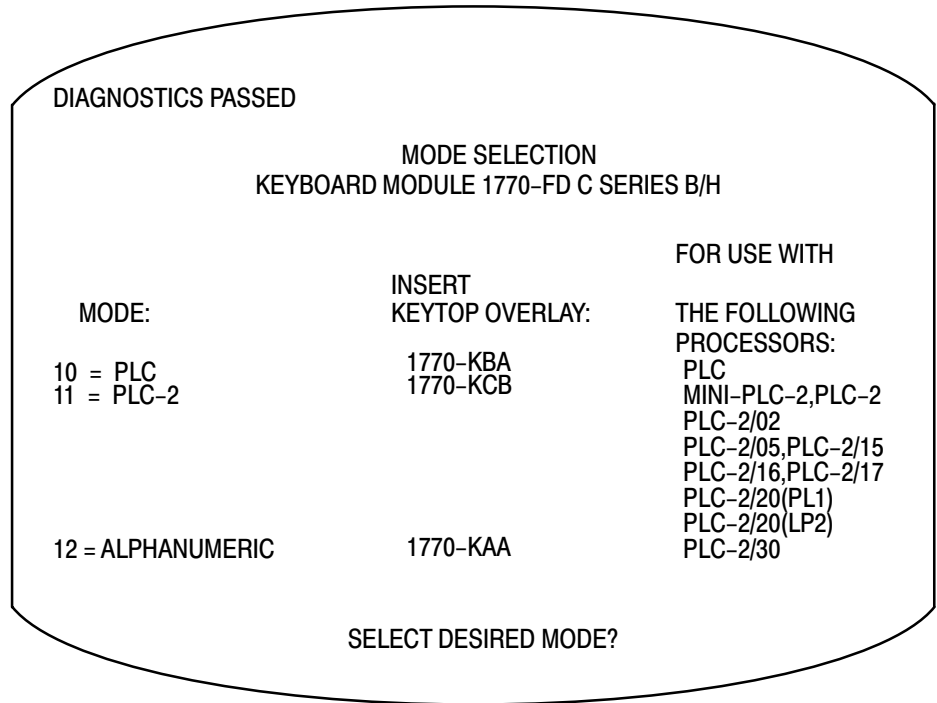 DIAGNOSTICS PASSED
MODE SELECTION
KEYBOARD MODULE 1770–FD C SERIES B/H
MODE:
10 = PLC
11 = PLC–2
12 = ALPHANUMERIC
INSERT
KEYTOP OVERLAY:
1770–KBA
1770–KCB
1770–KAA
FOR USE WITH
THE FOLLOWING
PROCESSORS:
PLC
MINI–PLC–2,PLC–2
PLC–2/02
PLC–2/05,PLC–2/15
PLC–2/16,PLC–2/17
PLC–2/20(PL1)
PLC–2/20(LP2)
PLC–2/30
SELECT DESIRED MODE?